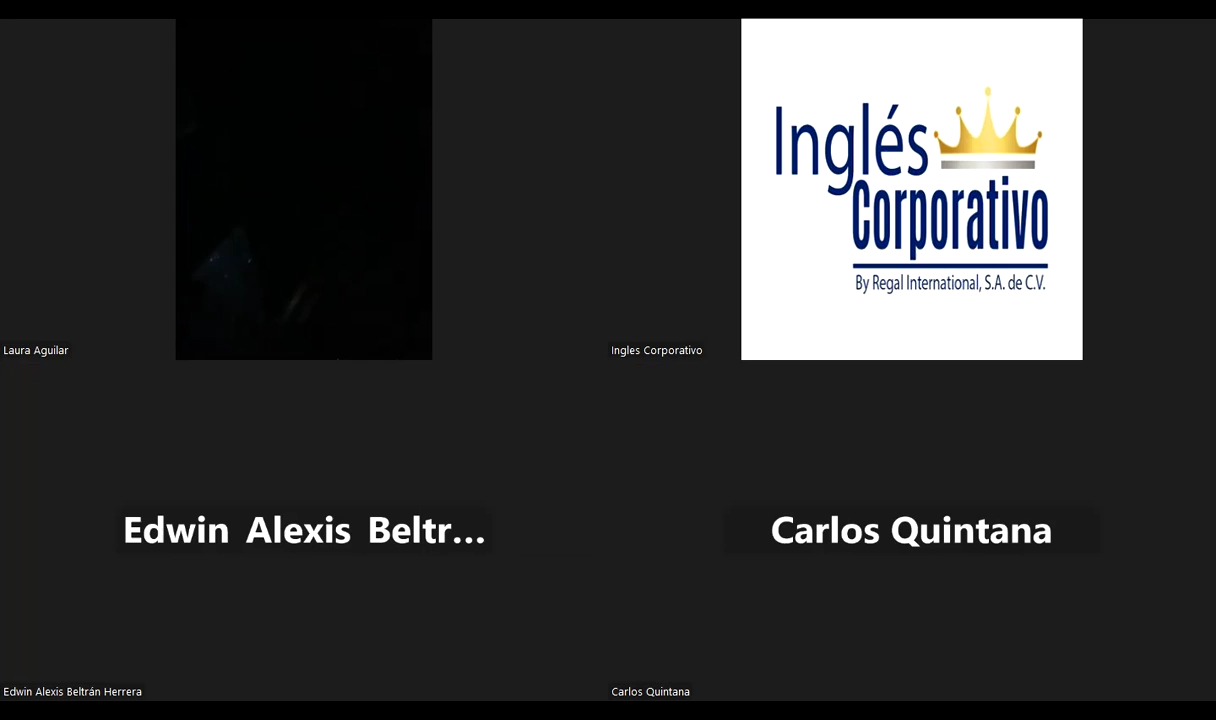 Inglés
Corporativo
By Regal International, S.A. de C.V.
Laura Aguilar
Ingles Corporativo
Edwin Alexis Beltr...
Carlos Quintana
Edwin Alexis Beltrán Herrera
Carlos Quintana